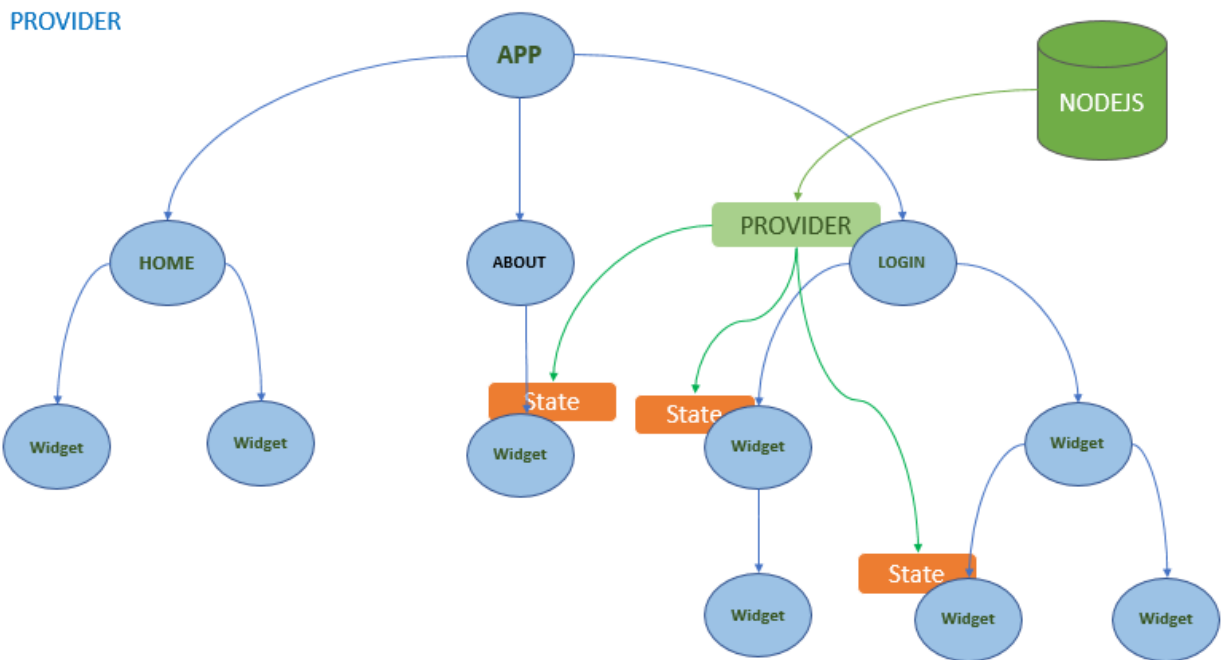 PROVIDER
APP
NODEJS
PROVIDER
HOME
ABOUT
LOGIN
State
State
Widget
Widget
Widget
Widget
Widget
State
Widget
Widget
Widget